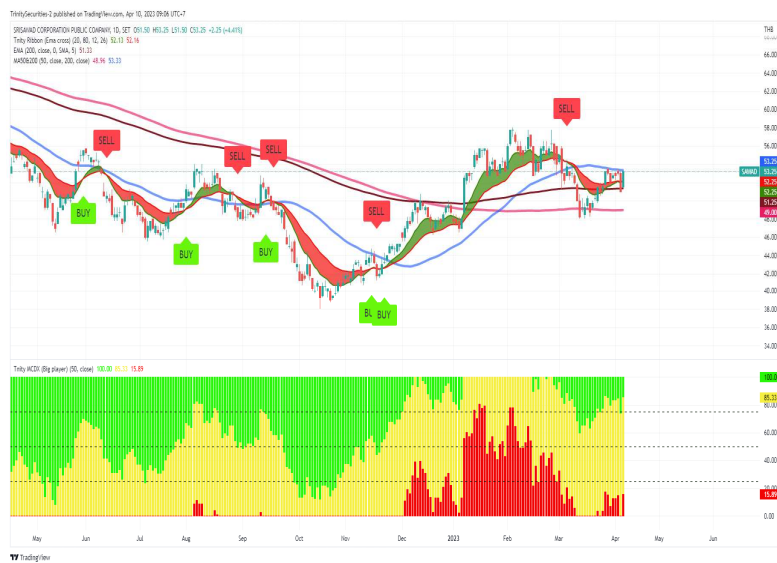 TrinitySecurities-2 published on TradingView.com, Apr 10, 2023 09:06 UTC-7
SRISAWAD CORPORATION PUBLIC COMPANY, 1D, SET O51.50 H53.25 L51.50 C53.25 +2.25 (+4.41%)
THB
Tnity Ribbon (Ema cross) (20, 80, 12, 26) 52.13 52.16
EMA (200, close, 0, SMA, 5) 51.33
MA50&200 (50, close, 200, close) 48.96 53.33
66.00
64.00
62.00
60.00
58.00
56.00
53.25
SAWAD 53.25
52.25
52.25
51.25
49.00
48.00
46.00
44.00
42.00
40.00
38.00
36.00
34.00
SELL
SELL
SELL
SELL
SELL
BUY
BUY
BUY
BUY
Tnity MCDX (Big player) (50, close) 100.00 85.33 15.89
100.0
85.33
80.00
60.00
40.00
20.00
15.89
0.00
May Jun Jul Aug Sep Oct Nov Dec 2023 Feb Mar Apr May Jun
TradingView